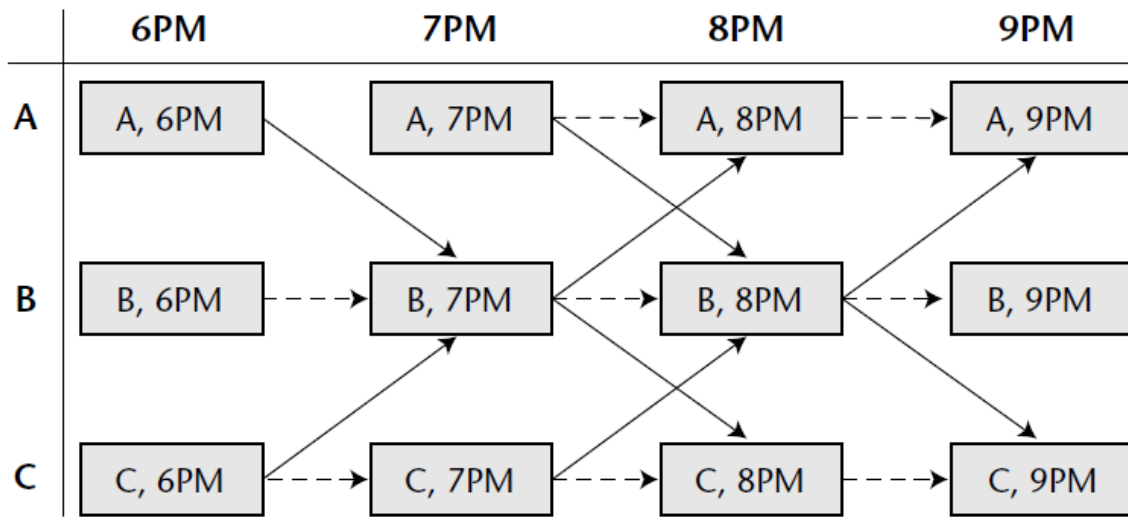 6PM 7PM 8PM 9PM
A A, 6PM A, 7PM A, 8PM A, 9PM
B B, 6PM B, 7PM B, 8PM B, 9PM
C C, 6PM C, 7PM C, 8PM C, 9PM